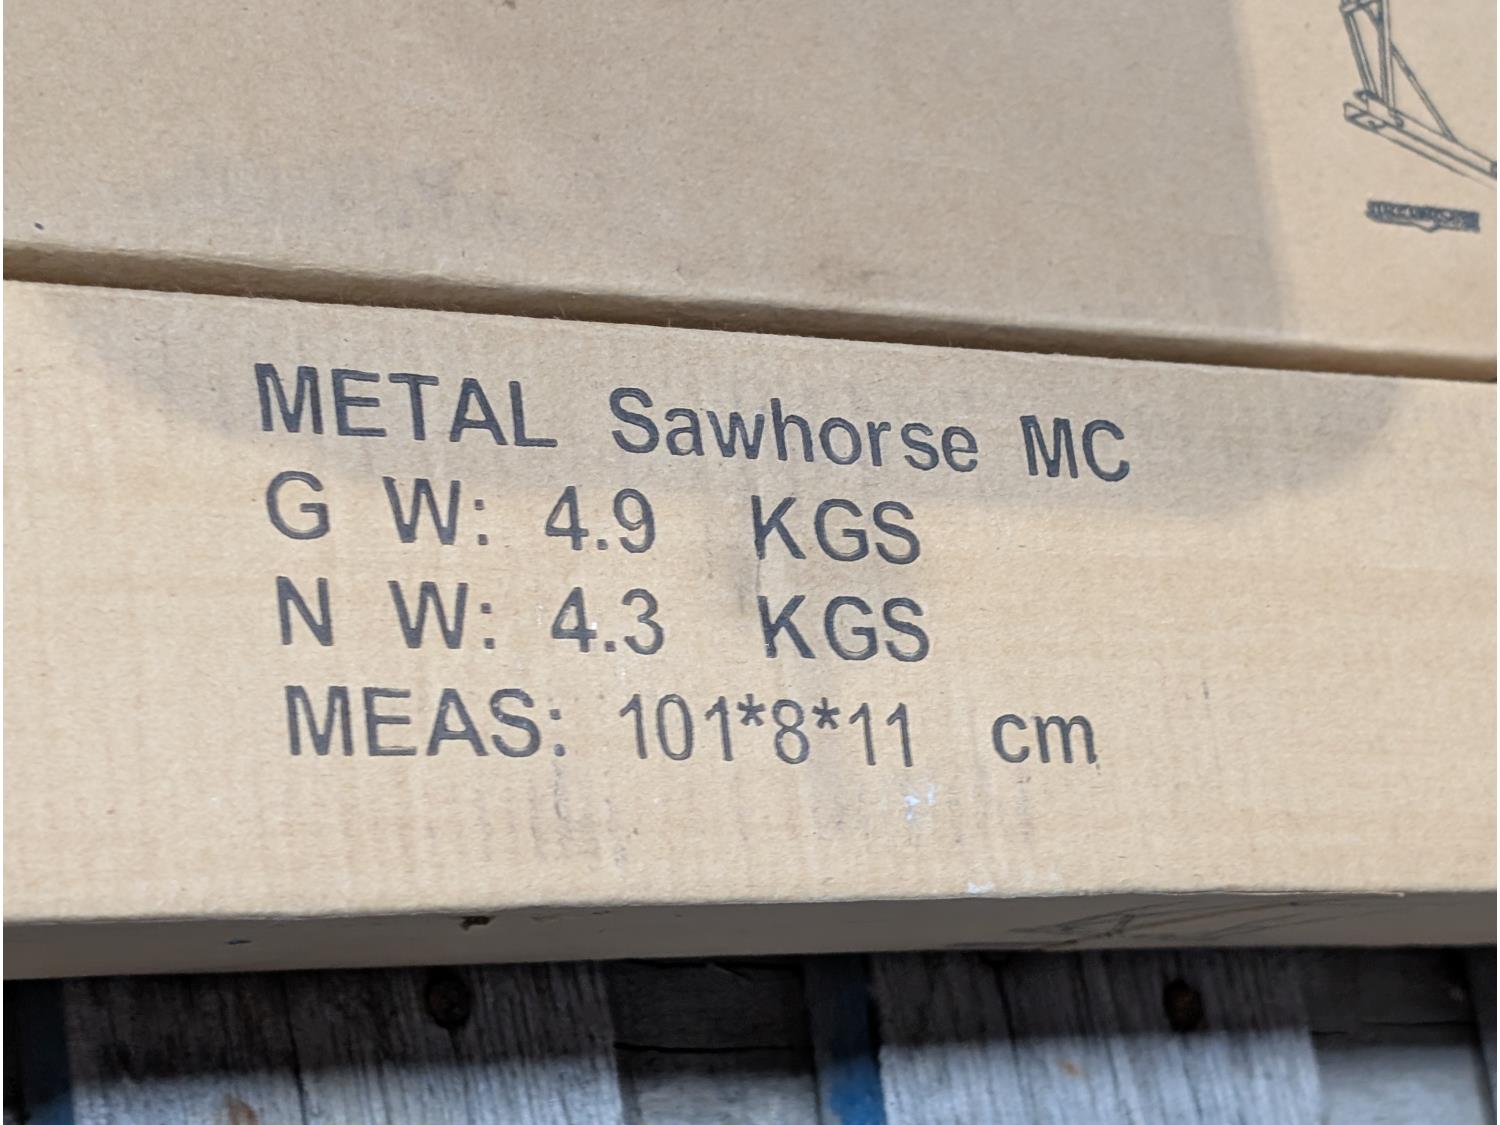 METAL Sawhorse MC
G W: 4.9 KGS
N W: 4.3 KGS
MEAS: 101*8*11 cm